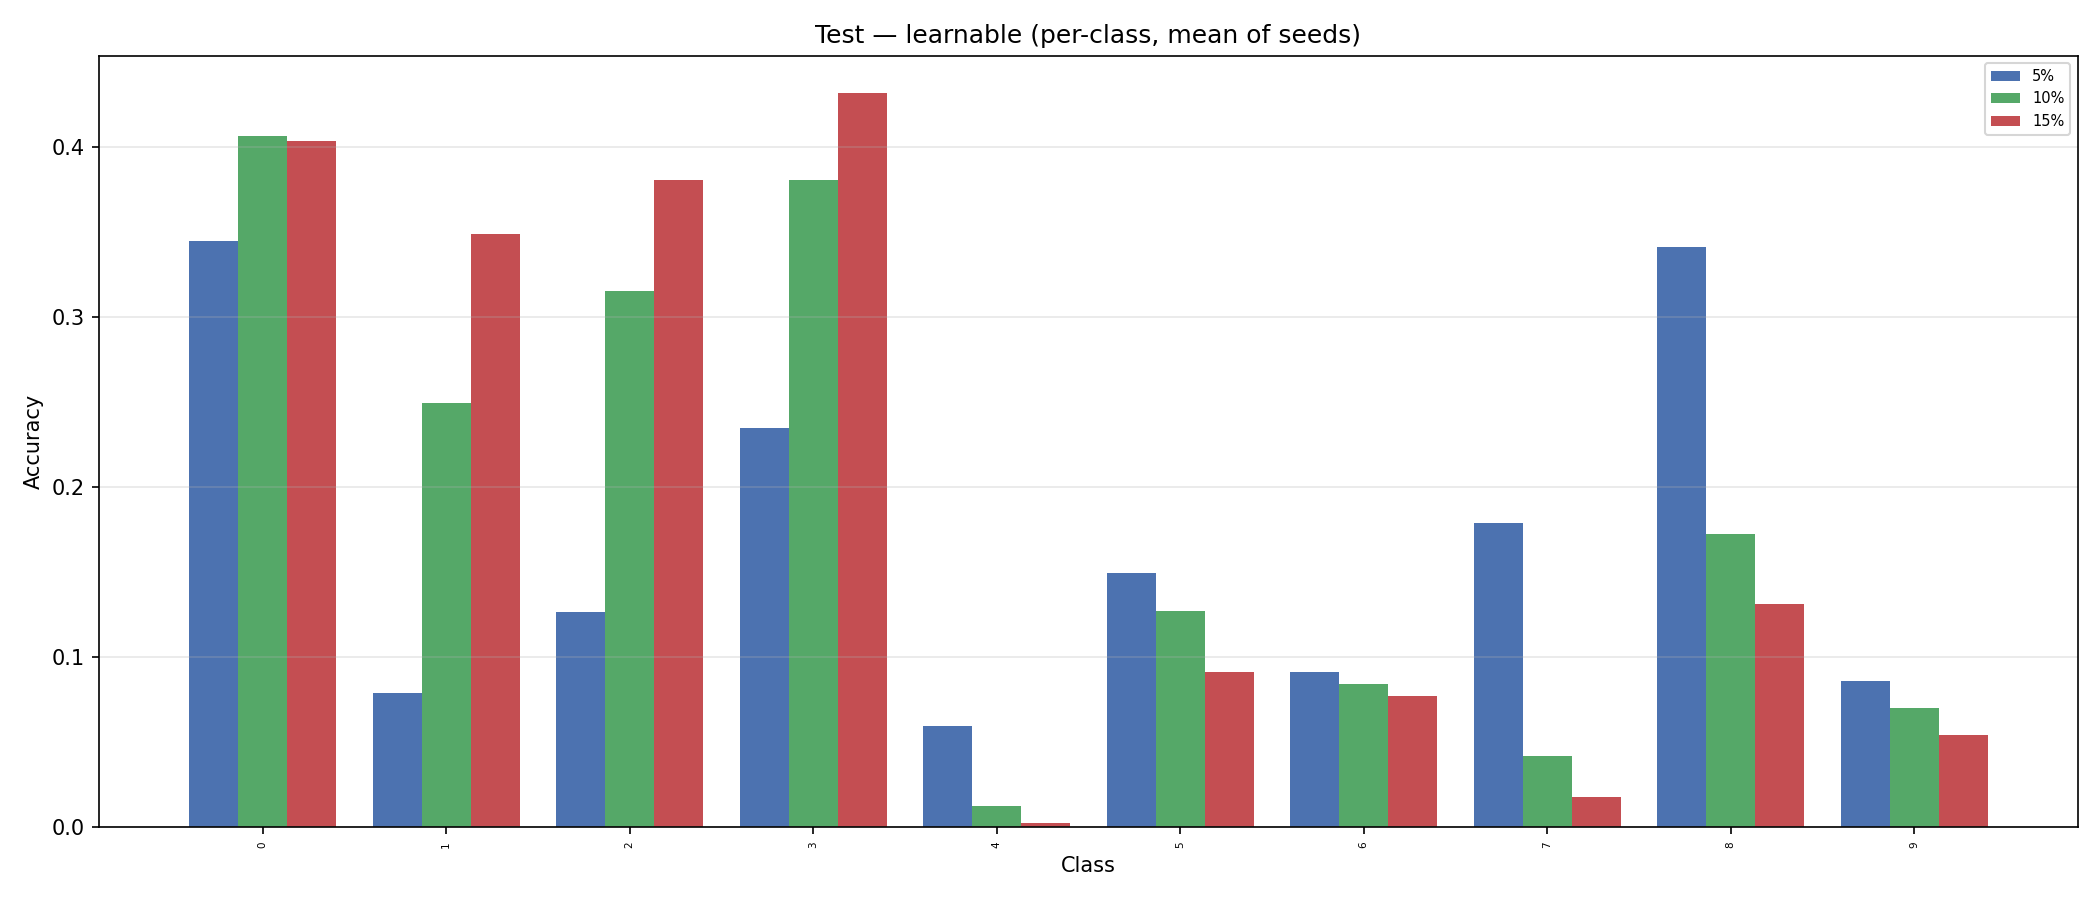 Test — learnable (per-class, mean of seeds)
5%
10%
15%
Accuracy
0.4
0.3
0.2
0.1
0.0
0 1 2 3 4 5 6 7 8 9
Class